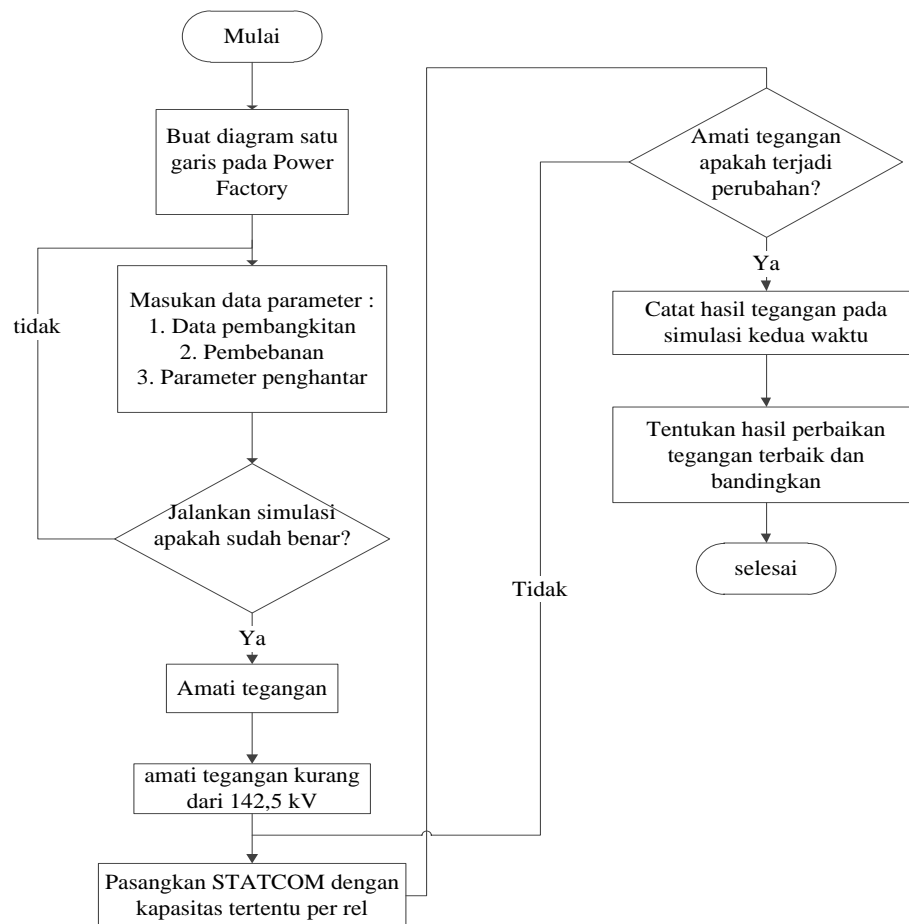 Mulai
Buat diagram satu
garis pada Power
Factory
tidak
Masukan data parameter :
1. Data pembangkitan
2. Pembebanan
3. Parameter penghantar
Jalankan simulasi
apakah sudah benar?
Ya
Amati tegangan
amati tegangan kurang
dari 142,5 kV
Pasangkan STATCOM dengan
kapasitas tertentu per rel
Amati tegangan
apakah terjadi
perubahan?
Tidak
Ya
Catat hasil tegangan pada
simulasi kedua waktu
Tentukan hasil perbaikan
tegangan terbaik dan
bandingkan
selesai